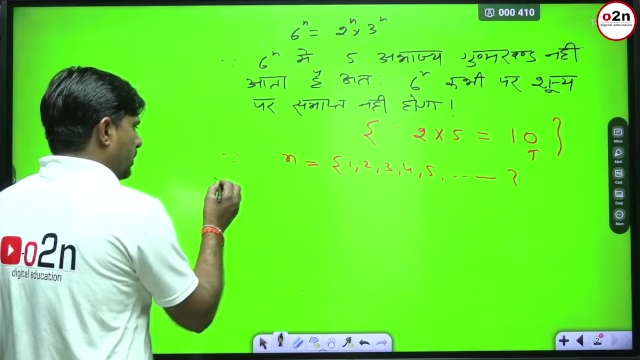 000 410
o2n
6ⁿ = 2ⁿ × 3ⁿ
∵ 6ⁿ में 5 अभाज्य गुणनखण्ड नही
आता है अत: 6ⁿ कभी पर शून्य
पर समाप्त नही होगा।
{ 2 × 5 = 10 }
∵ n = {1, 2, 3, 4, 5, ... }
o2n
digital education